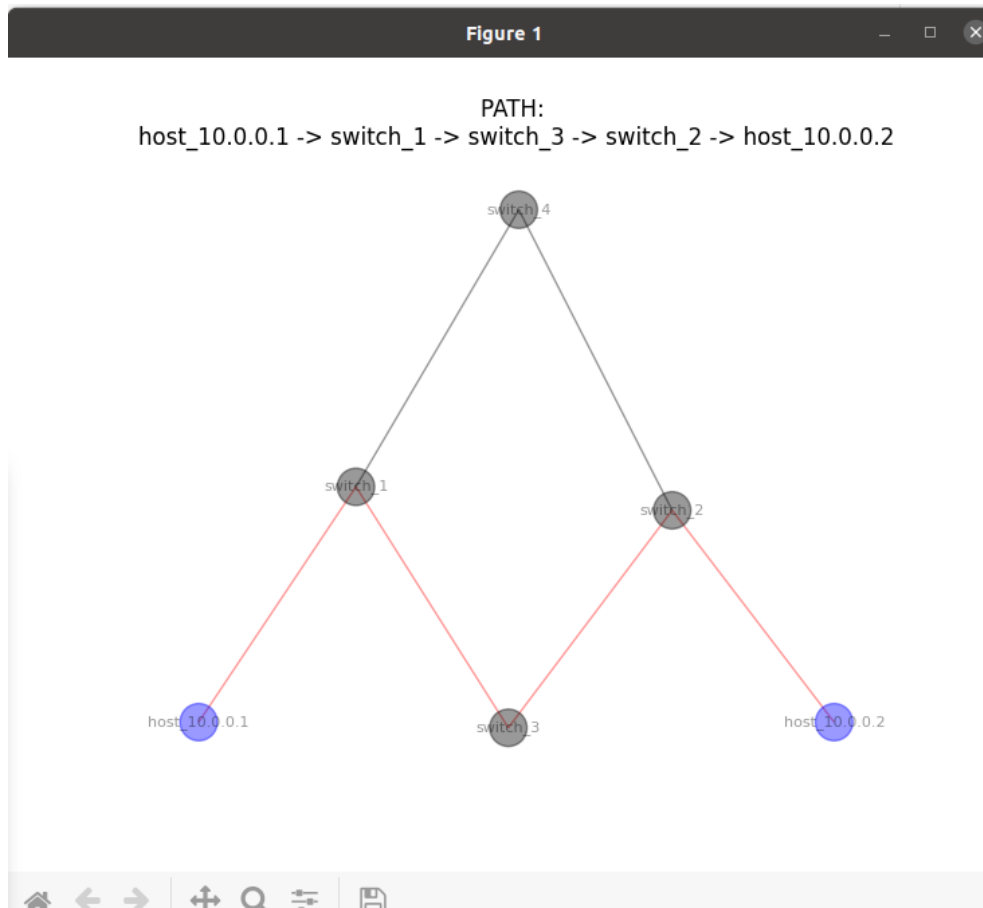 Figure 1
PATH:
host_10.0.0.1 -> switch_1 -> switch_3 -> switch_2 -> host_10.0.0.2
switch_4
switch_1
switch_2
host_10.0.0.1
switch_3
host_10.0.0.2